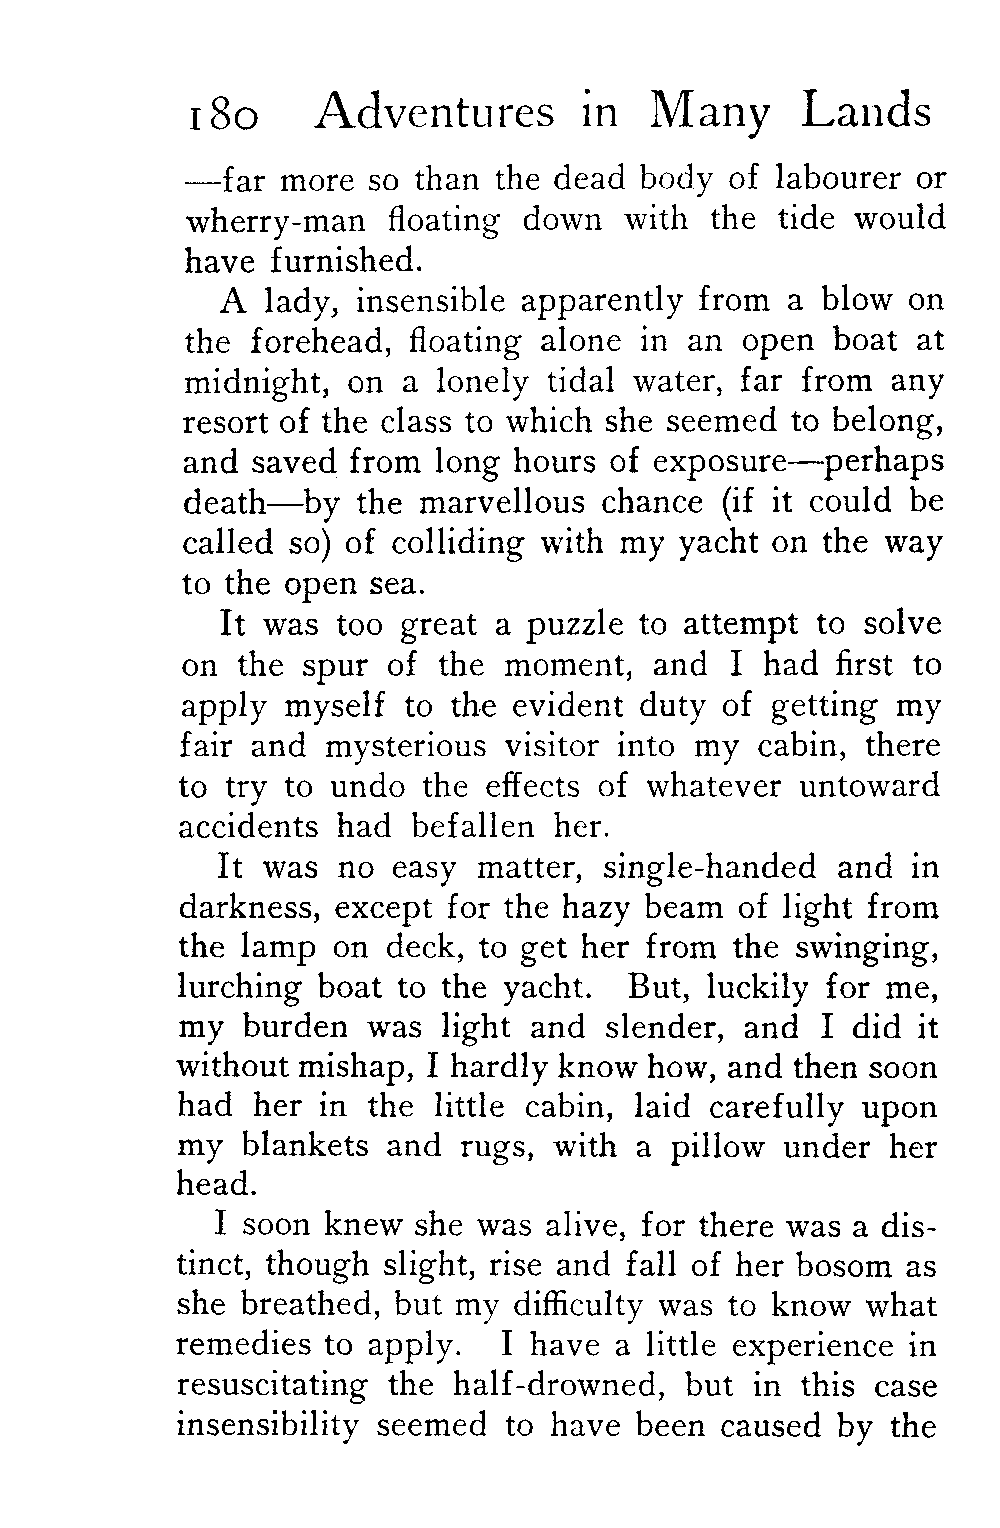 180 Adventures in Many Lands
—far more so than the dead body of labourer or
wherry-man floating down with the tide would
have furnished.
A lady, insensible apparently from a blow on
the forehead, floating alone in an open boat at
midnight, on a lonely tidal water, far from any
resort of the class to which she seemed to belong,
and saved from long hours of exposure—perhaps
death—by the marvellous chance (if it could be
called so) of colliding with my yacht on the way
to the open sea.
It was too great a puzzle to attempt to solve
on the spur of the moment, and I had first to
apply myself to the evident duty of getting my
fair and mysterious visitor into my cabin, there
to try to undo the effects of whatever untoward
accidents had befallen her.
It was no easy matter, single-handed and in
darkness, except for the hazy beam of light from
the lamp on deck, to get her from the swinging,
lurching boat to the yacht. But, luckily for me,
my burden was light and slender, and I did it
without mishap, I hardly know how, and then soon
had her in the little cabin, laid carefully upon
my blankets and rugs, with a pillow under her
head.
I soon knew she was alive, for there was a dis-
tinct, though slight, rise and fall of her bosom as
she breathed, but my difficulty was to know what
remedies to apply. I have a little experience in
resuscitating the half-drowned, but in this case
insensibility seemed to have been caused by the